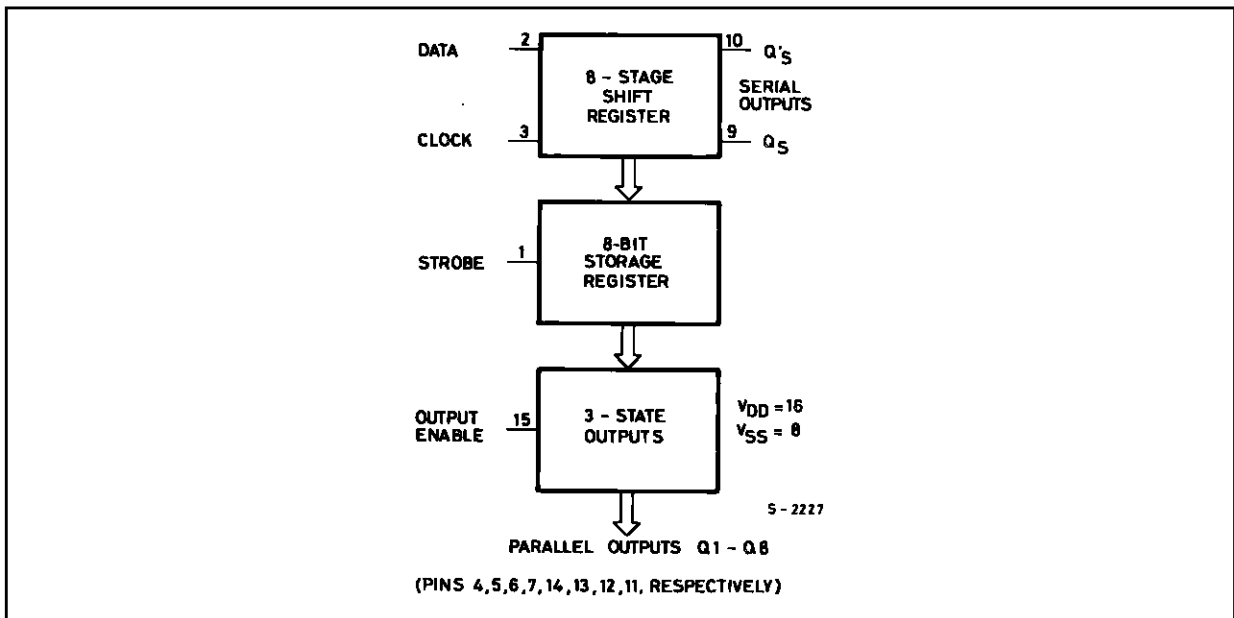 DATA
2
8 - STAGE
SHIFT
REGISTER
10
Q'S
SERIAL
OUTPUTS
CLOCK
3
9
QS
STROBE
1
8-BIT
STORAGE
REGISTER
OUTPUT
ENABLE
15
3 - STATE
OUTPUTS
VDD = 16
VSS = 8
S - 2227
PARALLEL OUTPUTS Q1 - Q8
(PINS 4,5,6,7,14,13,12,11, RESPECTIVELY)